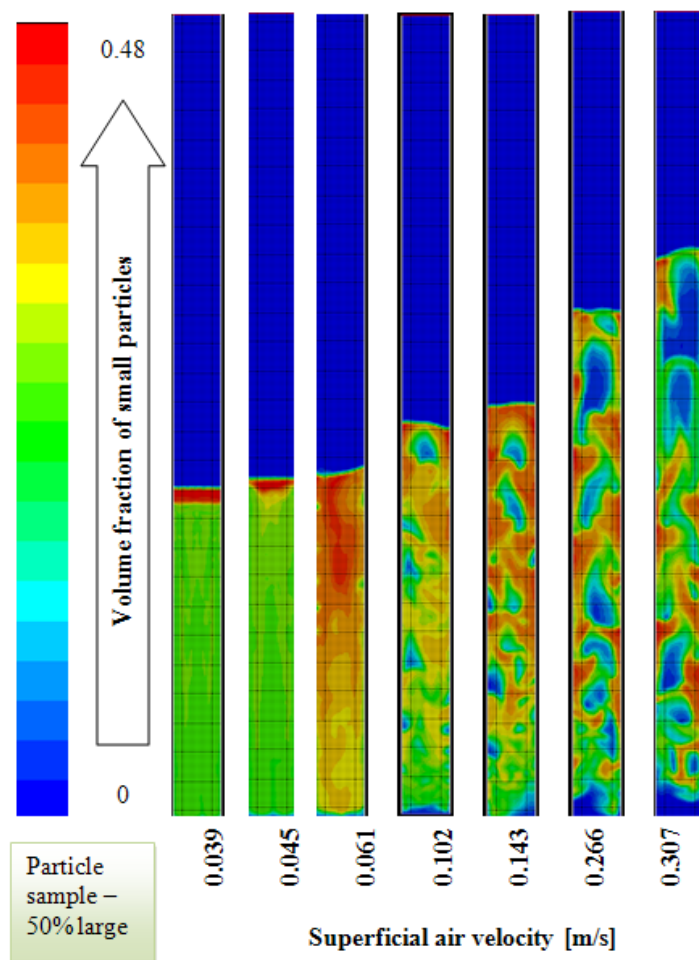 0.48
Volume fraction of small particles
0
0.039
0.045
0.061
0.102
0.143
0.266
0.307
Particle
sample –
50% large
Superficial air velocity [m/s]